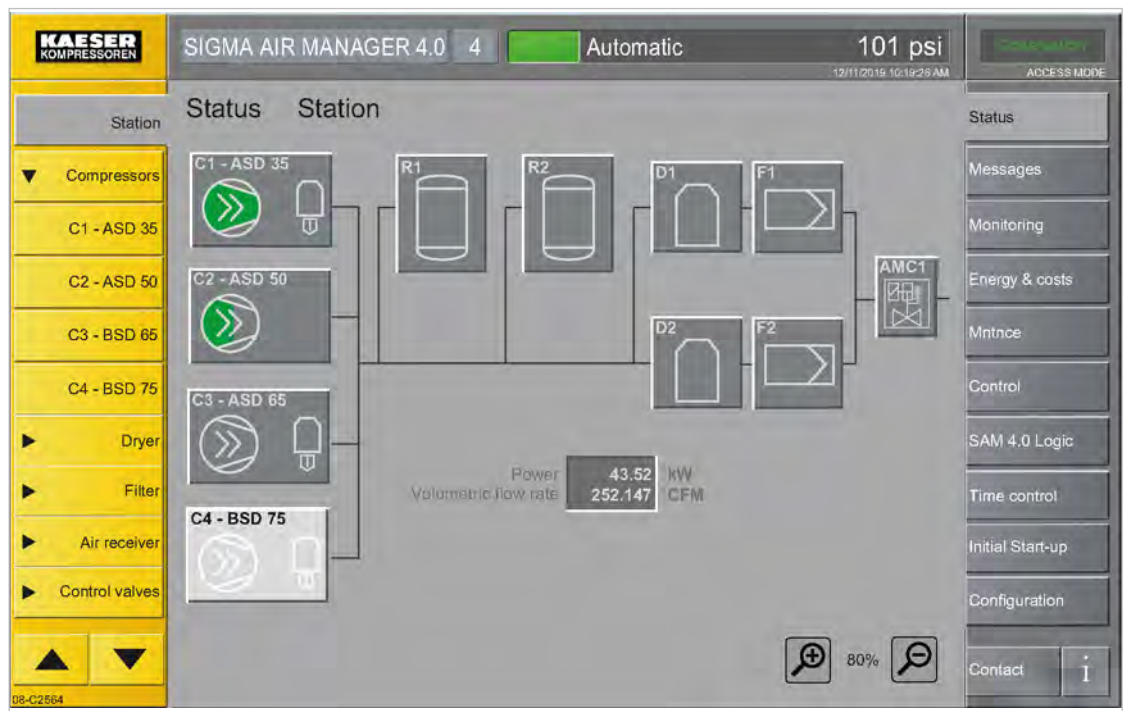 KAESER
KOMPRESSOREN
SIGMA AIR MANAGER 4.0 4 Automatic 101 psi
12/11/2019 10:19:26 AM
ACCESS MODE
Station
Compressors
C1 - ASD 35
C2 - ASD 50
C3 - BSD 65
C4 - BSD 75
Dryer
Filter
Air receiver
Control valves
08-C2564
Status Station
C1 - ASD 35
R1
R2
D1
F1
C2 - ASD 50
AMC1
D2
F2
C3 - ASD 65
C4 - BSD 75
Power 43.52 kW
Volumetric flow rate 252.147 CFM
80%
Status
Messages
Monitoring
Energy & costs
Mntnce
Control
SAM 4.0 Logic
Time control
Initial Start-up
Configuration
Contact i